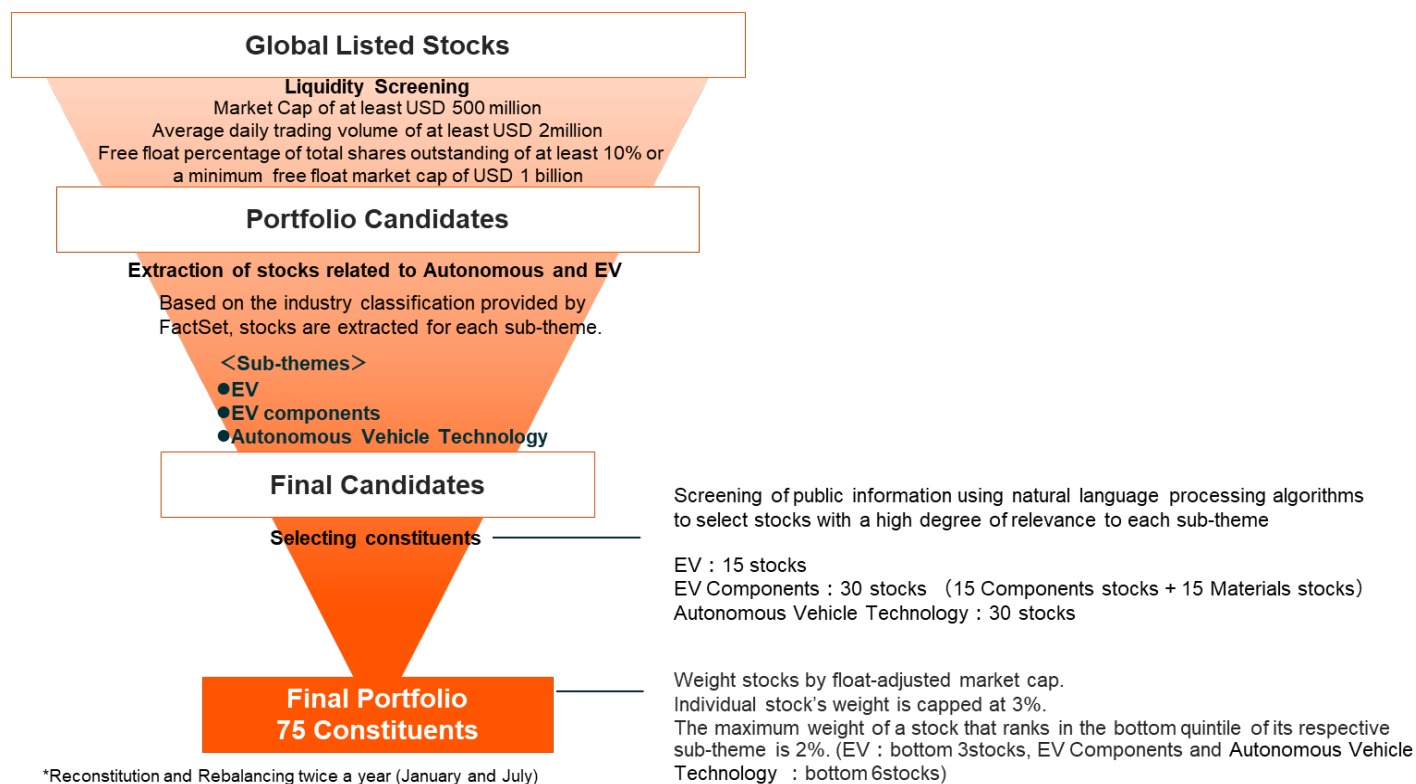 Global Listed Stocks
Liquidity Screening
Market Cap of at least USD 500 million
Average daily trading volume of at least USD 2million
Free float percentage of total shares outstanding of at least 10% or
a minimum free float market cap of USD 1 billion
Portfolio Candidates
Extraction of stocks related to Autonomous and EV
Based on the industry classification provided by
FactSet, stocks are extracted for each sub-theme.
＜Sub-themes＞
●EV
●EV components
●Autonomous Vehicle Technology
Final Candidates
Selecting constituents
Screening of public information using natural language processing algorithms
to select stocks with a high degree of relevance to each sub-theme
EV：15 stocks
EV Components：30 stocks （15 Components stocks + 15 Materials stocks）
Autonomous Vehicle Technology：30 stocks
Final Portfolio
75 Constituents
Weight stocks by float-adjusted market cap.
Individual stock's weight is capped at 3%.
The maximum weight of a stock that ranks in the bottom quintile of its respective
sub-theme is 2%. (EV：bottom 3stocks, EV Components and Autonomous Vehicle
Technology ：bottom 6stocks)
*Reconstitution and Rebalancing twice a year (January and July)